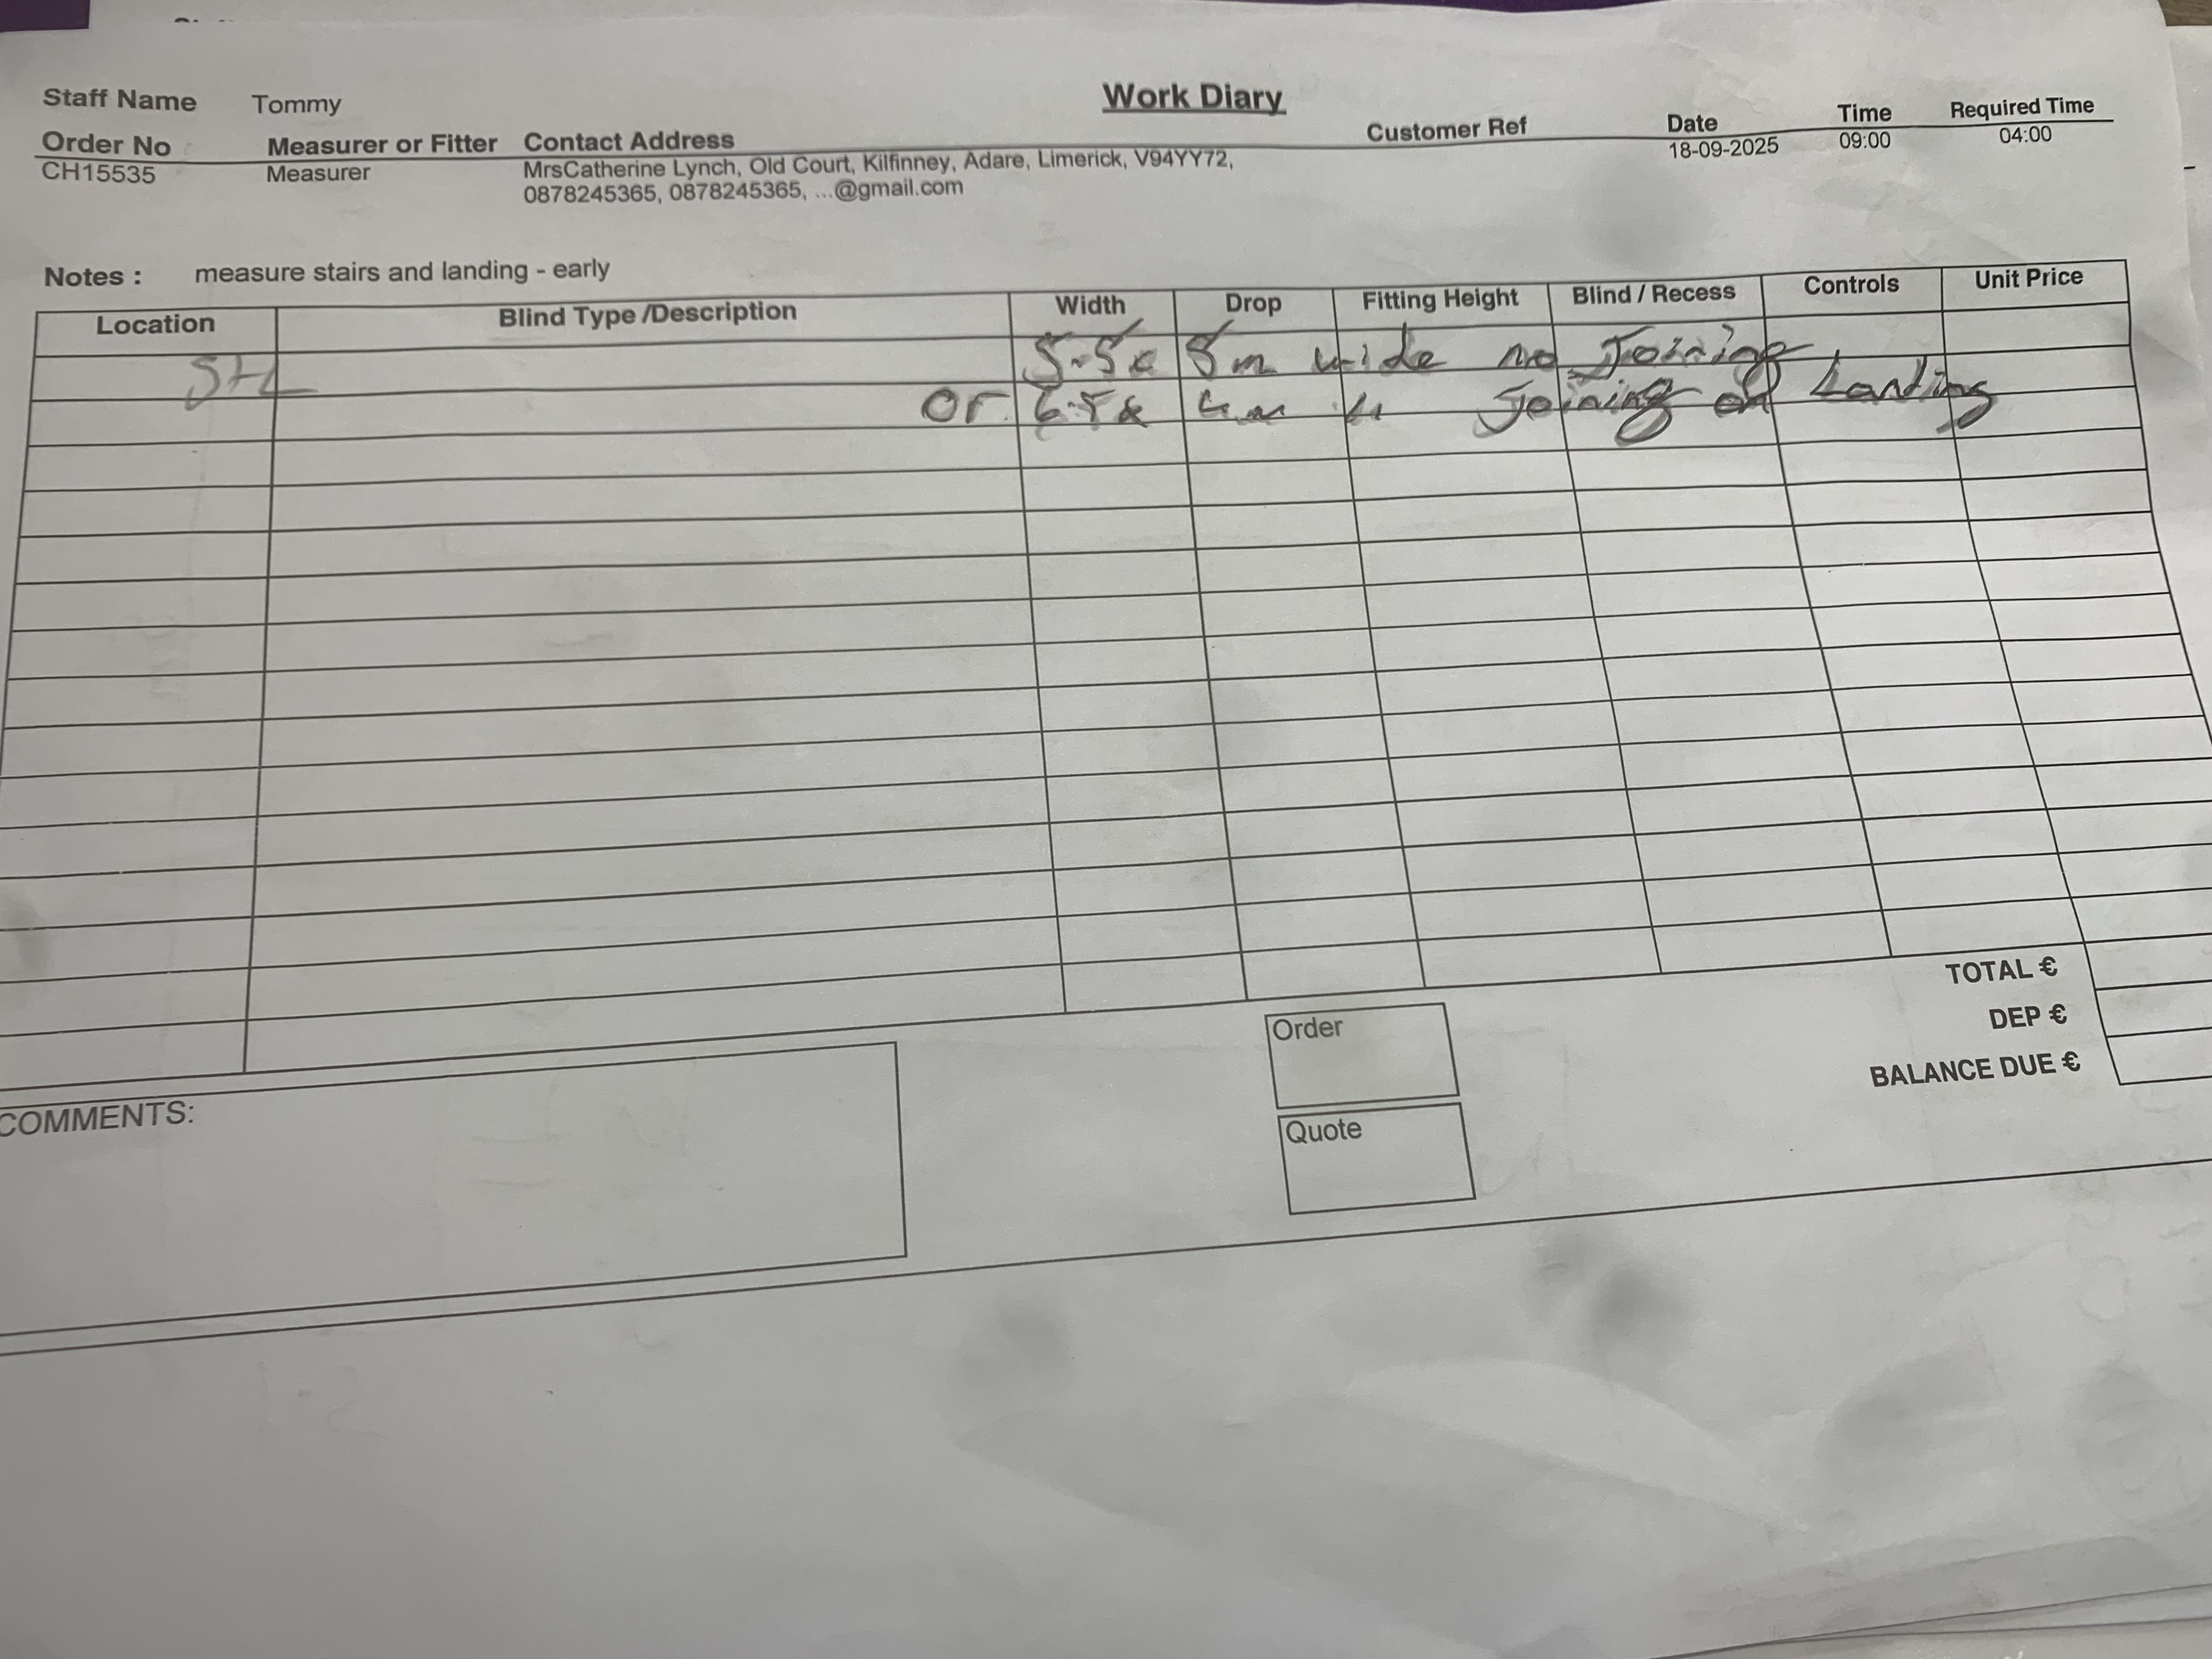 Work Diary
Staff Name Tommy
Order No Measurer or Fitter Contact Address Customer Ref Date Time Required Time
CH15535 Measurer MrsCatherine Lynch, Old Court, Kilfinney, Adare, Limerick, V94YY72, 18-09-2025 09:00 04:00
0878245365, 0878245365, ...@gmail.com
Notes : measure stairs and landing - early
Location Blind Type /Description Width Drop Fitting Height Blind / Recess Controls Unit Price
S+L 5.5 x 5m wide no Joining
or 6.5 x 4m " Joining on Landing
TOTAL €
DEP €
BALANCE DUE €
Order
Quote
COMMENTS: